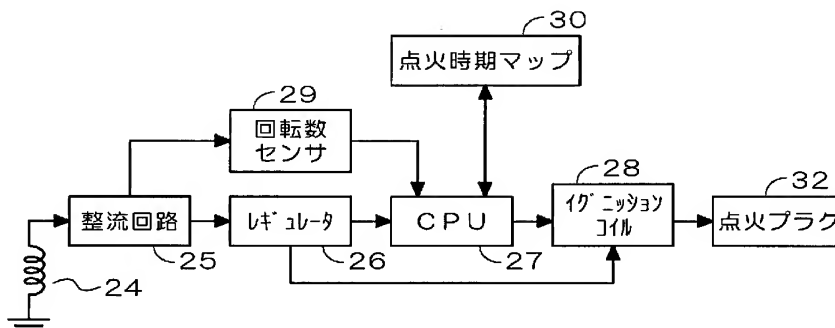 30
点火時期マップ
29
回転数
センサ
28
イグニッション
コイル
32
点火プラグ
整流回路
レギュレータ
CPU
25
26
27
24